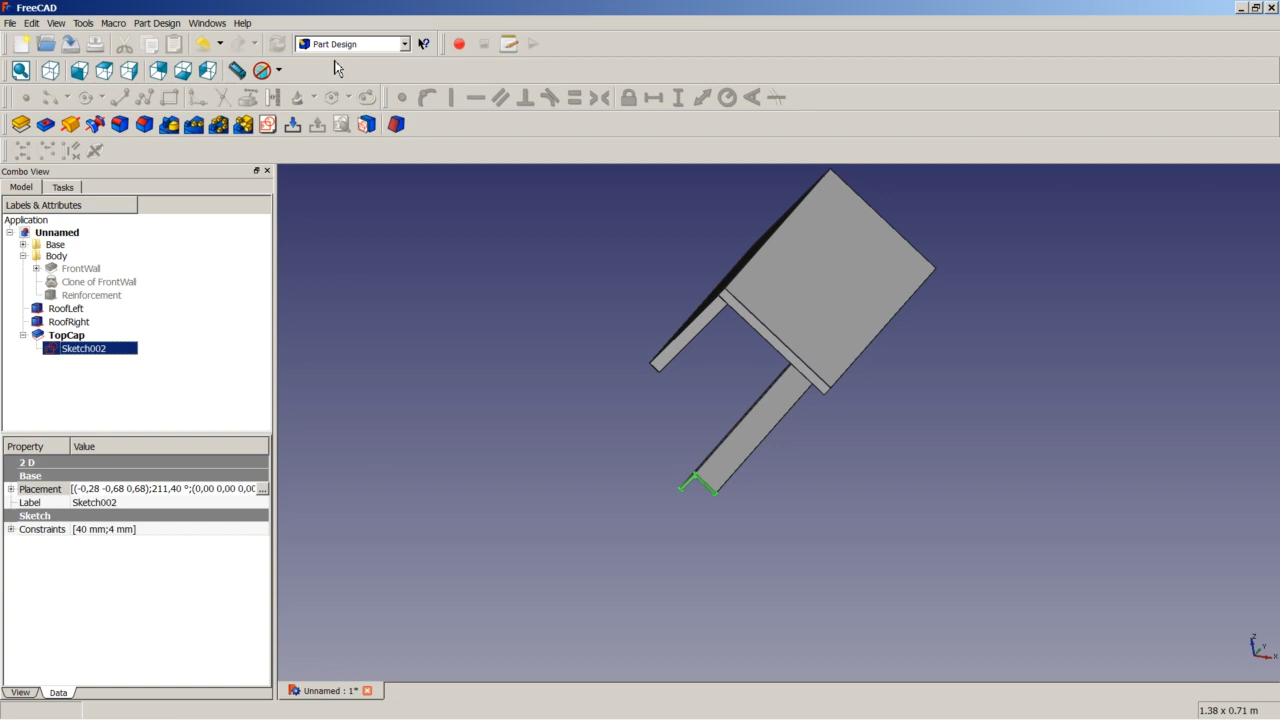 FreeCAD
File Edit View Tools Macro Part Design Windows Help
Part Design
Combo View
Model Tasks
Labels & Attributes
Application
Unnamed
Base
Body
FrontWall
Clone of FrontWall
Reinforcement
RoofLeft
RoofRight
TopCap
Sketch002
Property Value
2 D
Base
Placement [(-0,28 -0,68 0,68);211,40 °;(0,00 0,00 0,00 ...
Label Sketch002
Sketch
Constraints [40 mm;4 mm]
View Data
Unnamed : 1*
Z
Y
X
1.38 x 0.71 m